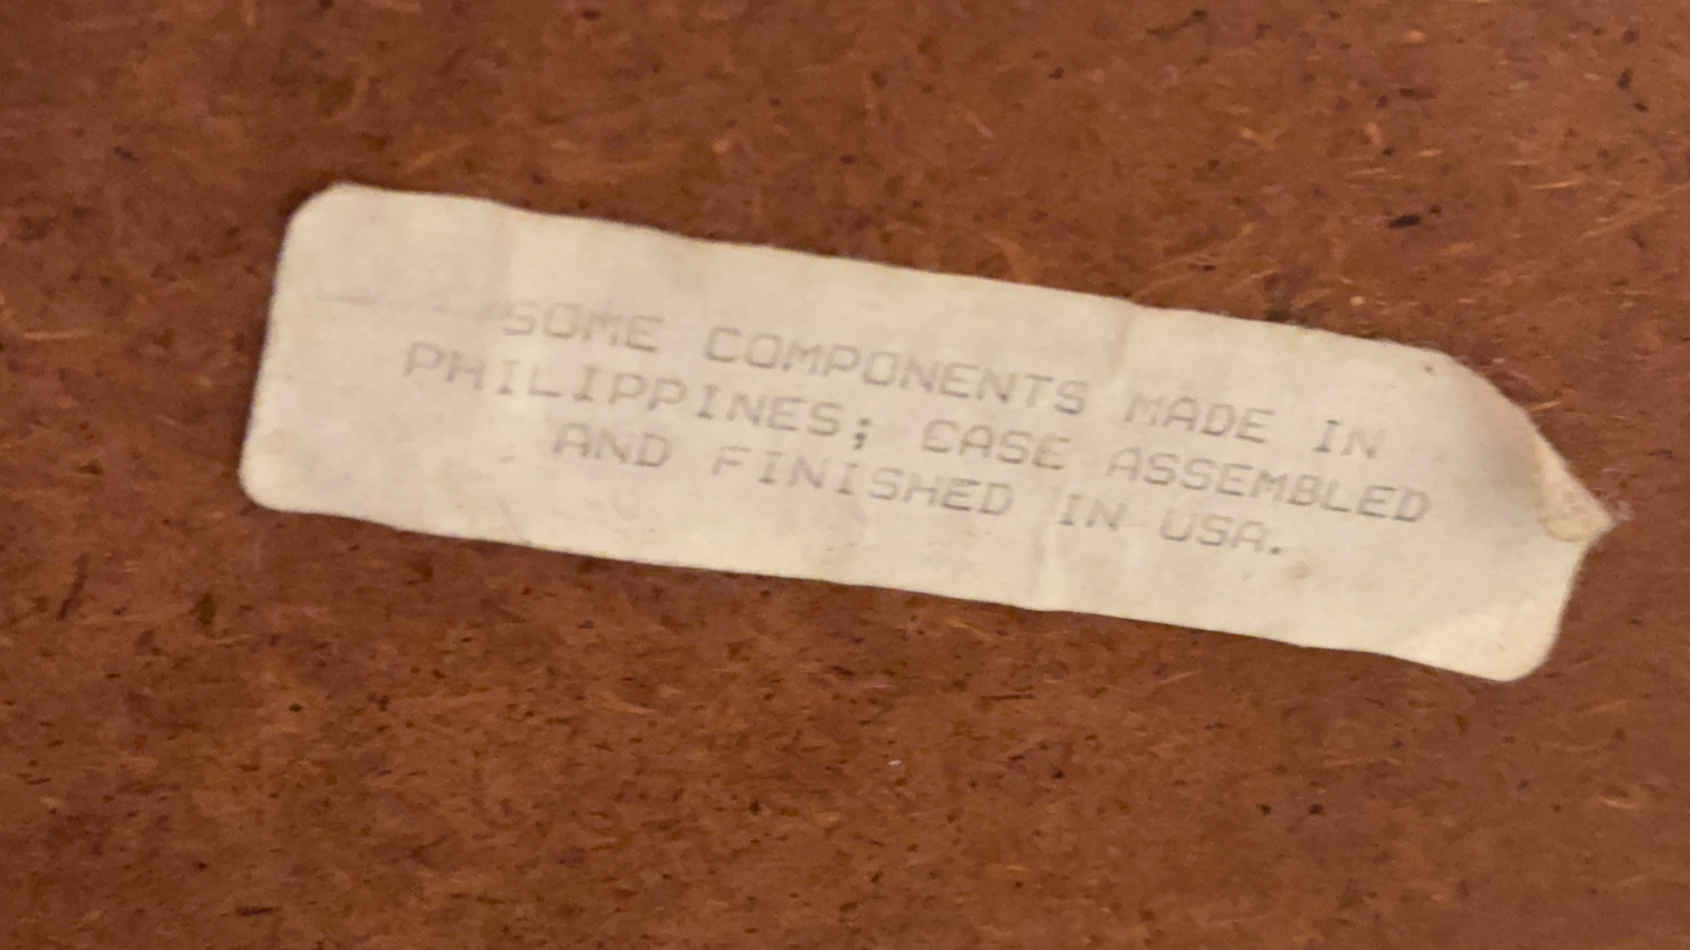 SOME COMPONENTS MADE IN
PHILIPPINES; CASE ASSEMBLED
AND FINISHED IN USA.